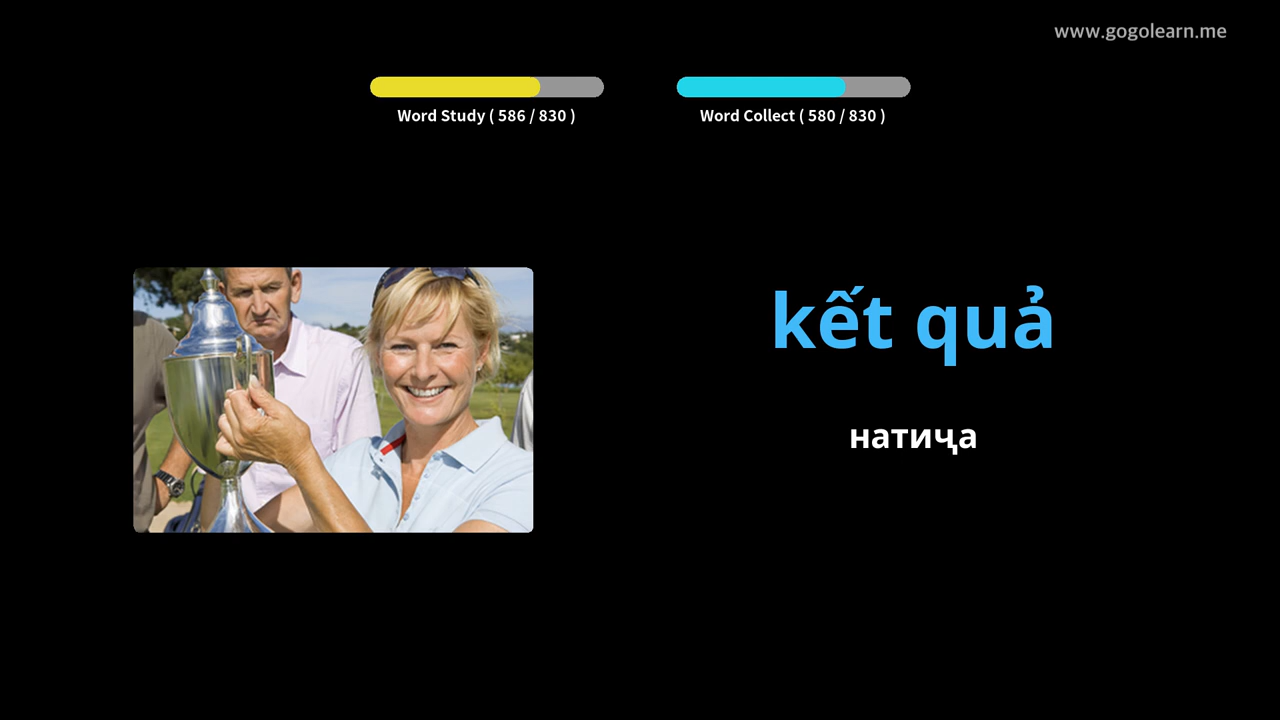 www.gogolearn.me
Word Study ( 586 / 830 )
Word Collect ( 580 / 830 )
kết quả
натиҷа